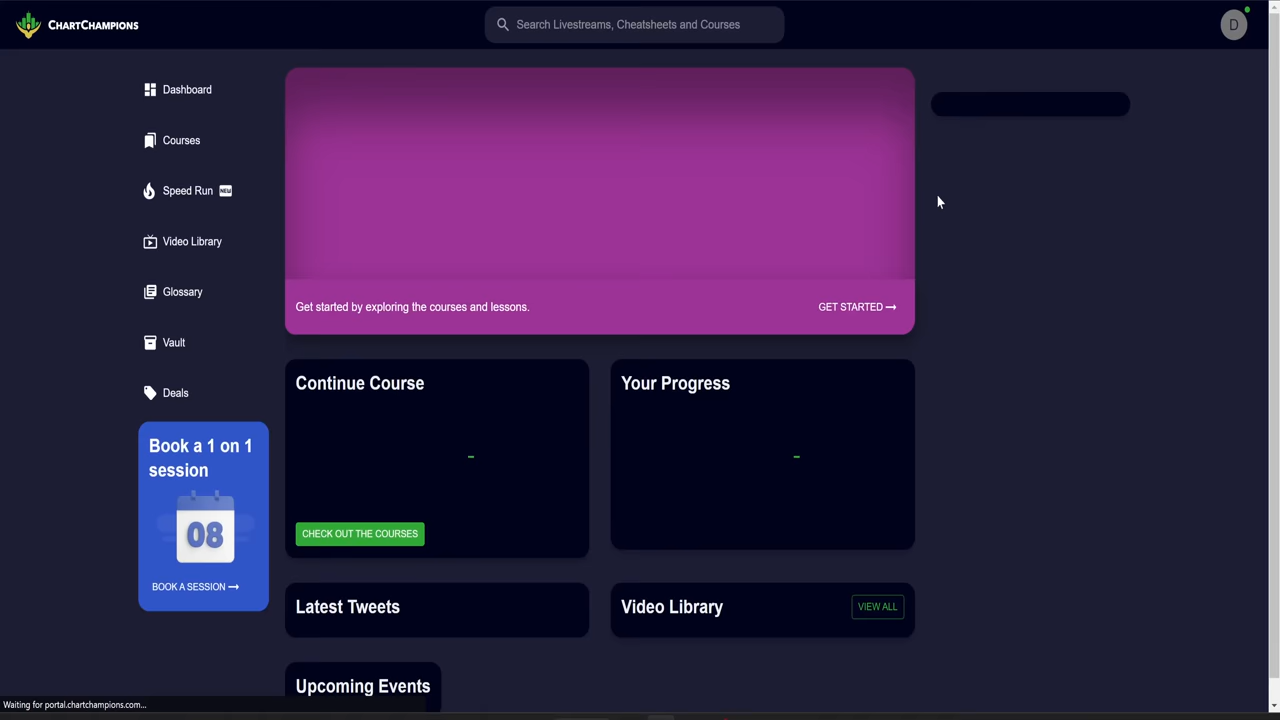 ChartChampions
Search Livestreams, Cheatsheets and Courses
D
Dashboard
Courses
Speed Run NEW
Video Library
Glossary
Vault
Deals
Book a 1 on 1
session
08
BOOK A SESSION
Get started by exploring the courses and lessons.
GET STARTED
Continue Course
CHECK OUT THE COURSES
Your Progress
Latest Tweets
Video Library
VIEW ALL
Upcoming Events
Waiting for portal.chartchampions.com...